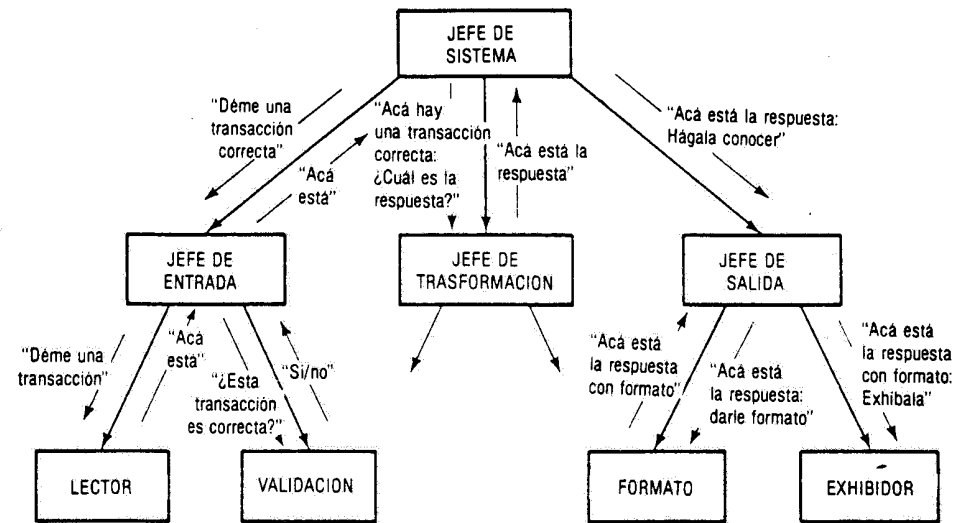 JEFE DE
SISTEMA
"Déme una
transacción
correcta"
"Acá
está"
"Acá hay
una transacción
correcta:
¿Cuál es la
respuesta?"
"Acá está la
respuesta"
"Acá está la respuesta:
Hágala conocer"
JEFE DE
ENTRADA
JEFE DE
TRASFORMACION
JEFE DE
SALIDA
"Déme una
transacción"
"Acá
está"
"¿Esta
transacción
es correcta?"
"Si/no"
"Acá está
la respuesta
con formato"
"Acá está
la respuesta:
darle formato"
"Acá está
la respuesta
con formato:
Exhíbala"
LECTOR
VALIDACION
FORMATO
EXHIBIDOR